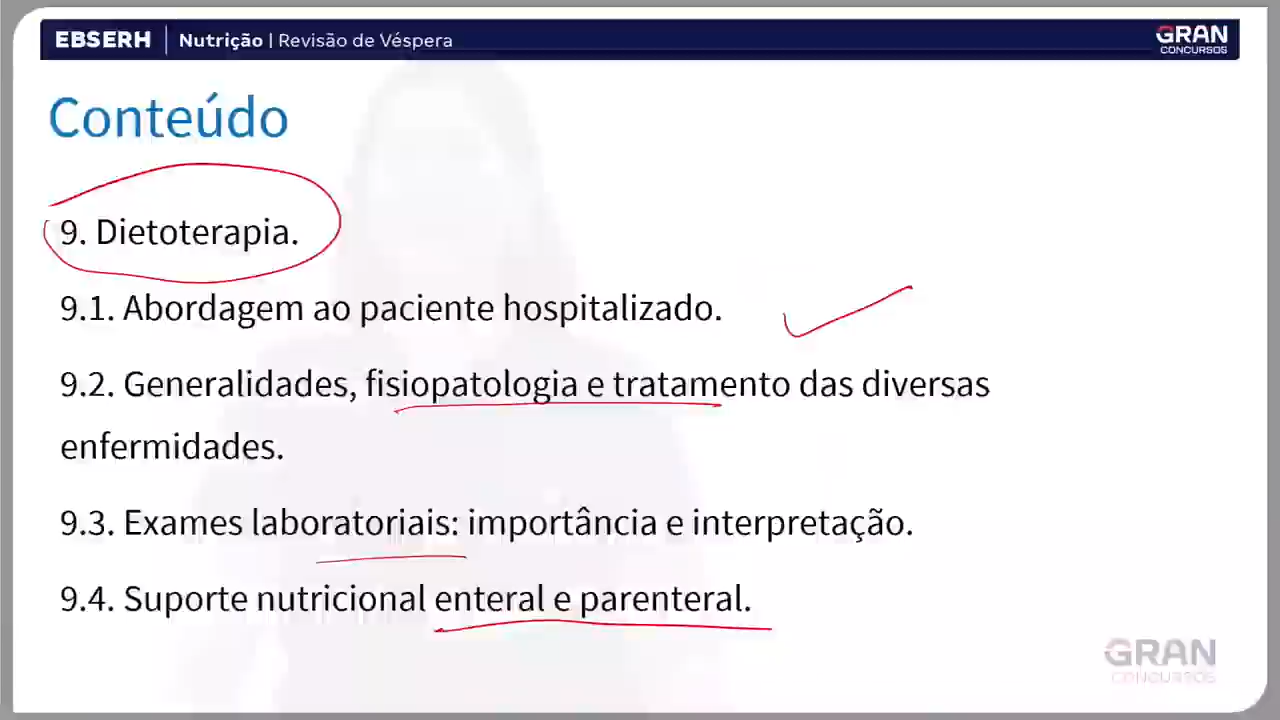 EBSERH | Nutrição | Revisão de Véspera
GRAN
CONCURSOS
Conteúdo
9. Dietoterapia.
9.1. Abordagem ao paciente hospitalizado.
9.2. Generalidades, fisiopatologia e tratamento das diversas
enfermidades.
9.3. Exames laboratoriais: importância e interpretação.
9.4. Suporte nutricional enteral e parenteral.
GRAN
CONCURSOS